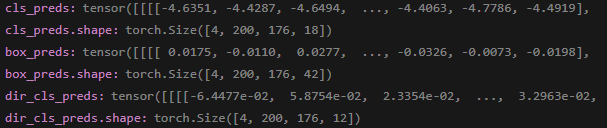 cls_preds: tensor([[[[-4.6351, -4.4287, -4.6494,  ..., -4.4063, -4.7786, -4.4919],
cls_preds.shape: torch.Size([4, 200, 176, 18])
box_preds: tensor([[[[ 0.0175, -0.0110,  0.0277,  ..., -0.0326, -0.0073, -0.0198],
box_preds.shape: torch.Size([4, 200, 176, 42])
dir_cls_preds: tensor([[[[-6.4477e-02,  5.8754e-02,  2.3354e-02,  ...,  3.2963e-02,
dir_cls_preds.shape: torch.Size([4, 200, 176, 12])